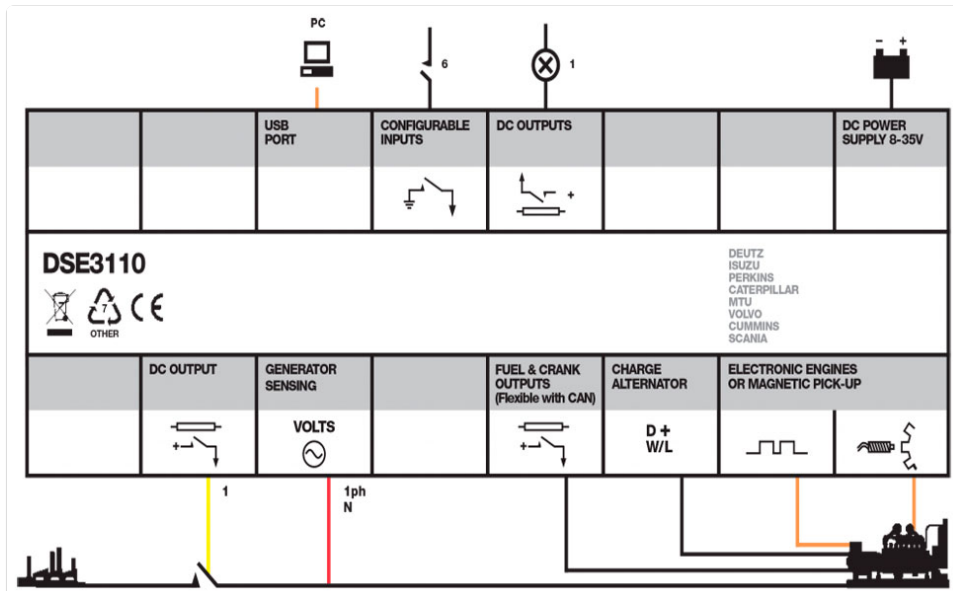 PC
6
1
- +
USB
PORT
CONFIGURABLE
INPUTS
DC OUTPUTS
DC POWER
SUPPLY 8-35V
+
DSE3110
7
OTHER
CE
DEUTZ
ISUZU
PERKINS
CATERPILLAR
MTU
VOLVO
CUMMINS
SCANIA
DC OUTPUT
GENERATOR
SENSING
FUEL & CRANK
OUTPUTS
(Flexible with CAN)
CHARGE
ALTERNATOR
ELECTRONIC ENGINES
OR MAGNETIC PICK-UP
+
VOLTS
+
D +
W/L
1
1ph
N